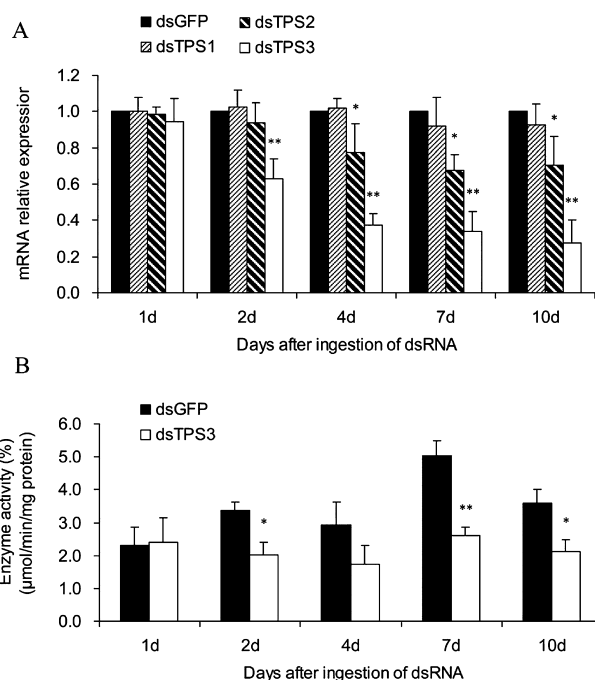 A
dsGFP dsTPS2
dsTPS1 dsTPS3
mRNA relative expressior
1.2
1.0
0.8
0.6
0.4
0.2
0.0
* * *
** ** ** **
1d 2d 4d 7d 10d
Days after ingestion of dsRNA
B
dsGFP
dsTPS3
Enzyme activity (%)
(μmol/min/mg protein)
6.0
5.0
4.0
3.0
2.0
1.0
0.0
* ** *
1d 2d 4d 7d 10d
Days after ingestion of dsRNA